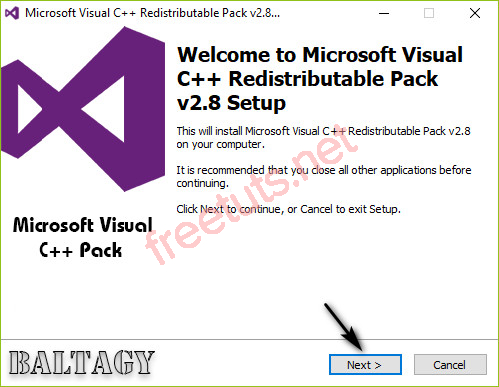 Microsoft Visual C++ Redistributable Pack v2.8...
Welcome to Microsoft Visual
C++ Redistributable Pack
v2.8 Setup
This will install Microsoft Visual C++ Redistributable Pack v2.8
on your computer.
It is recommended that you close all other applications before
continuing.
Click Next to continue, or Cancel to exit Setup.
freetuts.net
Microsoft Visual
C++ Pack
BALTAGY
Next >
Cancel